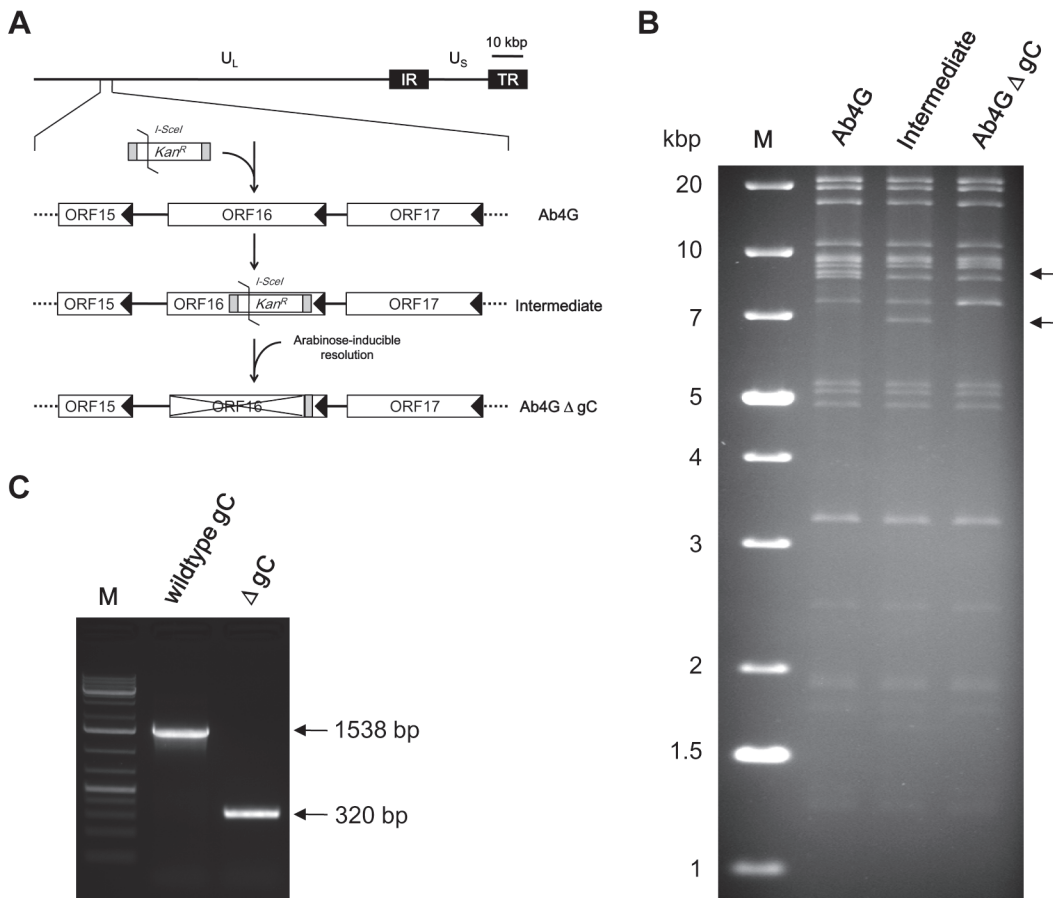 A
U_L
U_S
10 kbp
IR
TR
I-SceI
Kan^R
ORF15
ORF16
ORF17
Ab4G
I-SceI
ORF15
ORF16
Kan^R
ORF17
Intermediate
Arabinose-inducible
resolution
ORF15
ORF16
ORF17
Ab4G Δ gC
B
kbp
M
Ab4G
Intermediate
Ab4G Δ gC
20
10
7
5
4
3
2
1.5
1
C
M
wildtype gC
Δ gC
1538 bp
320 bp